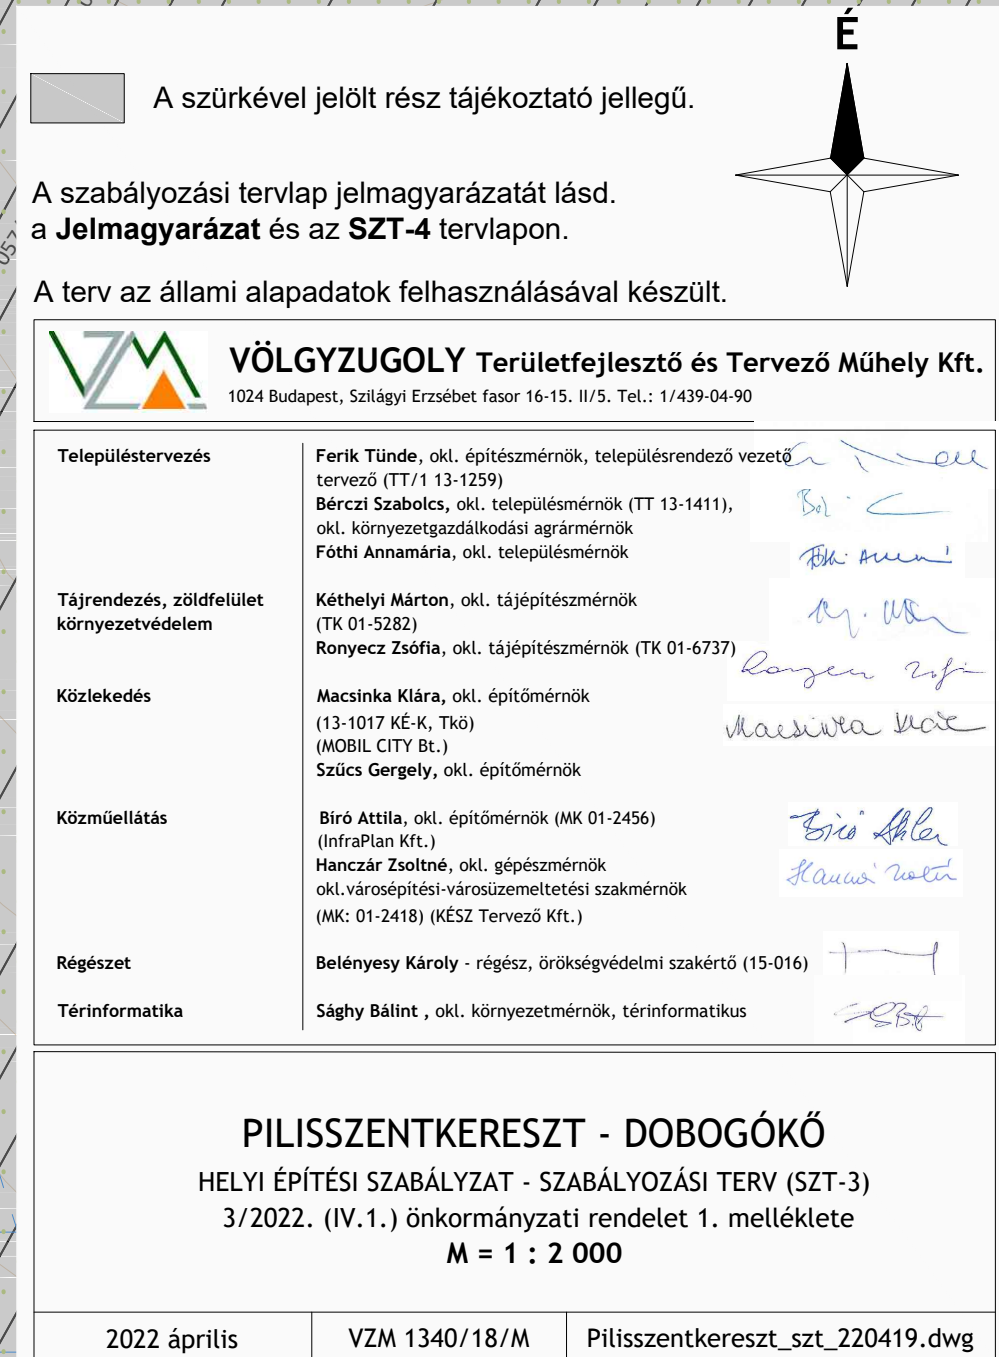 É
A szürkével jelölt rész tájékoztató jellegű.
A szabályozási tervlap jelmagyarázatát lásd.
a Jelmagyarázat és az SZT-4 tervlapon.
A terv az állami alapadatok felhasználásával készült.
VZM
VÖLGYZUGOLY Területfejlesztő és Tervező Műhely Kft.
1024 Budapest, Szilágyi Erzsébet fasor 16-15. II/5. Tel.: 1/439-04-90
Településtervezés
Ferik Tünde, okl. építészmérnök, településrendező vezető
tervező (TT/1 13-1259)
Bérczi Szabolcs, okl. településmérnök (TT 13-1411),
okl. környezetgazdálkodási agrármérnök
Fóthi Annamária, okl. településmérnök
Tájrendezés, zöldfelület
környezetvédelem
Kéthelyi Márton, okl. tájépítészmérnök
(TK 01-5282)
Ronyecz Zsófia, okl. tájépítészmérnök (TK 01-6737)
Közlekedés
Macsinka Klára, okl. építőmérnök
(13-1017 KÉ-K, Tkö)
(MOBIL CITY Bt.)
Szűcs Gergely, okl. építőmérnök
Közműellátás
Bíró Attila, okl. építőmérnök (MK 01-2456)
(InfraPlan Kft.)
Hanczár Zsoltné, okl. gépészmérnök
okl.városépítési-városüzemeltetési szakmérnök
(MK: 01-2418) (KÉSZ Tervező Kft.)
Régészet
Belényesy Károly - régész, örökségvédelmi szakértő (15-016)
Térinformatika
Sághy Bálint , okl. környezetmérnök, térinformatikus
PILISSZENTKERESZT - DOBOGÓKŐ
HELYI ÉPÍTÉSI SZABÁLYZAT - SZABÁLYOZÁSI TERV (SZT-3)
3/2022. (IV.1.) önkormányzati rendelet 1. melléklete
M = 1 : 2 000
2022 április
VZM 1340/18/M
Pilisszentkereszt_szt_220419.dwg